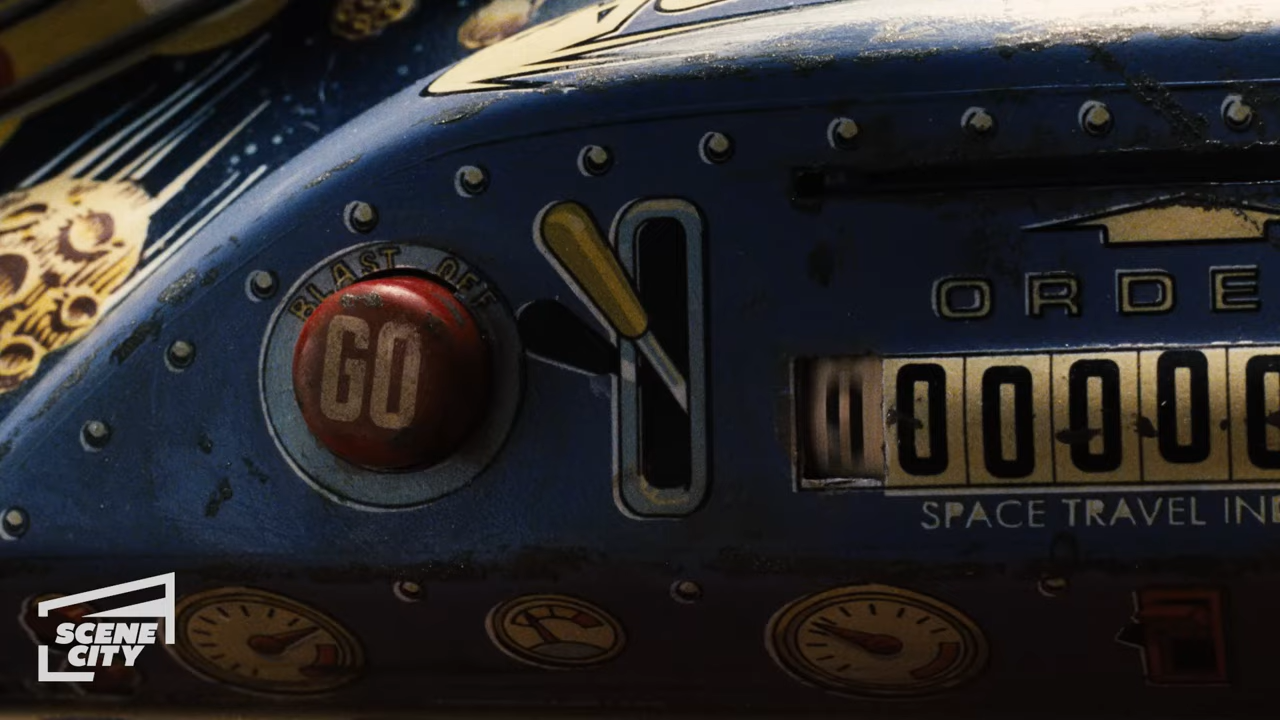 BLAST OFF
GO
ORDE
00000
SPACE TRAVEL IN
SCENE
CITY